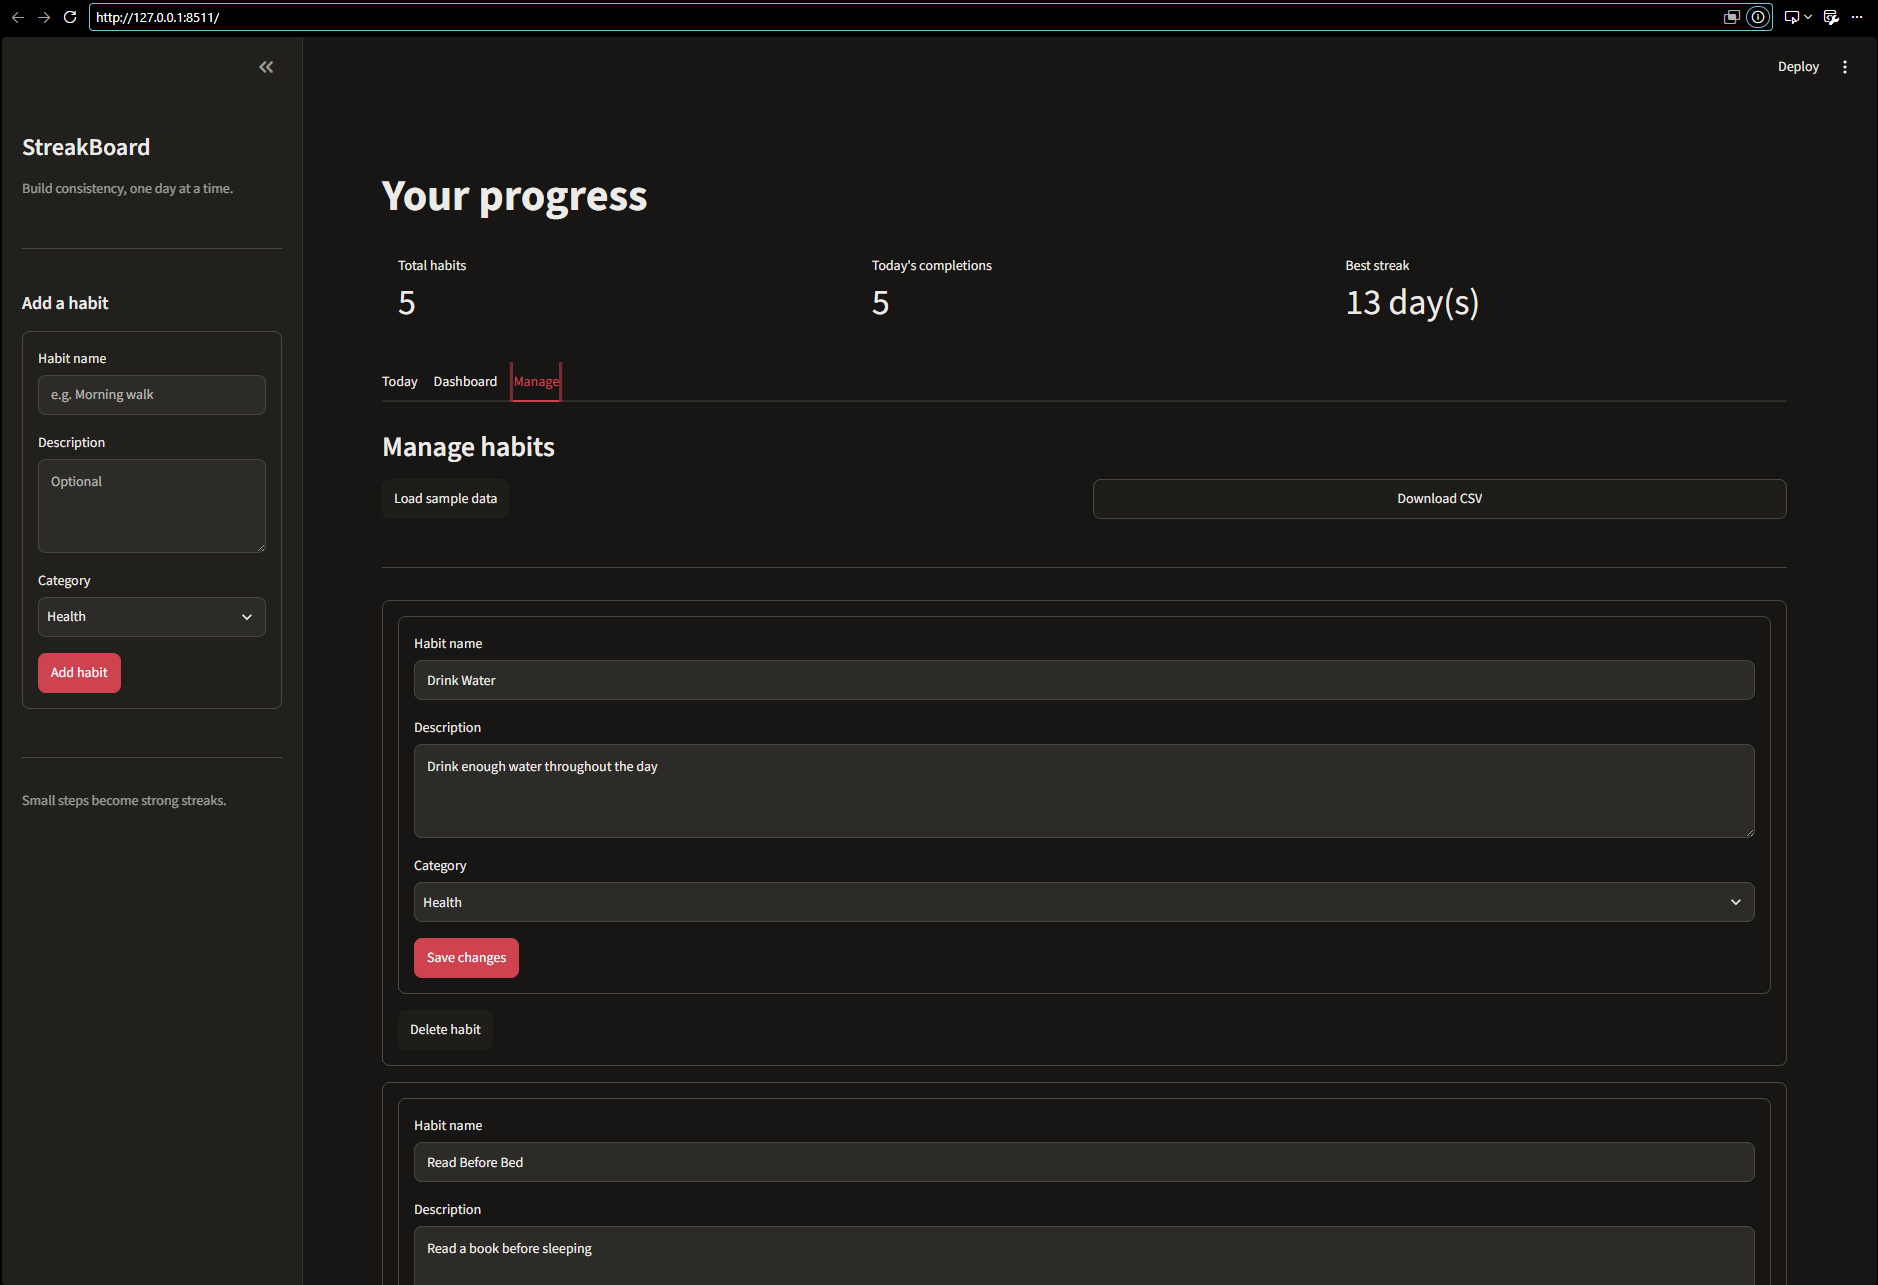 http://127.0.0.1:8511/
Deploy
StreakBoard
Build consistency, one day at a time.
Add a habit
Habit name
e.g. Morning walk
Description
Optional
Category
Health
Add habit
Small steps become strong streaks.
Your progress
Total habits
5
Today's completions
5
Best streak
13 day(s)
Today Dashboard Manage
Manage habits
Load sample data
Download CSV
Habit name
Drink Water
Description
Drink enough water throughout the day
Category
Health
Save changes
Delete habit
Habit name
Read Before Bed
Description
Read a book before sleeping